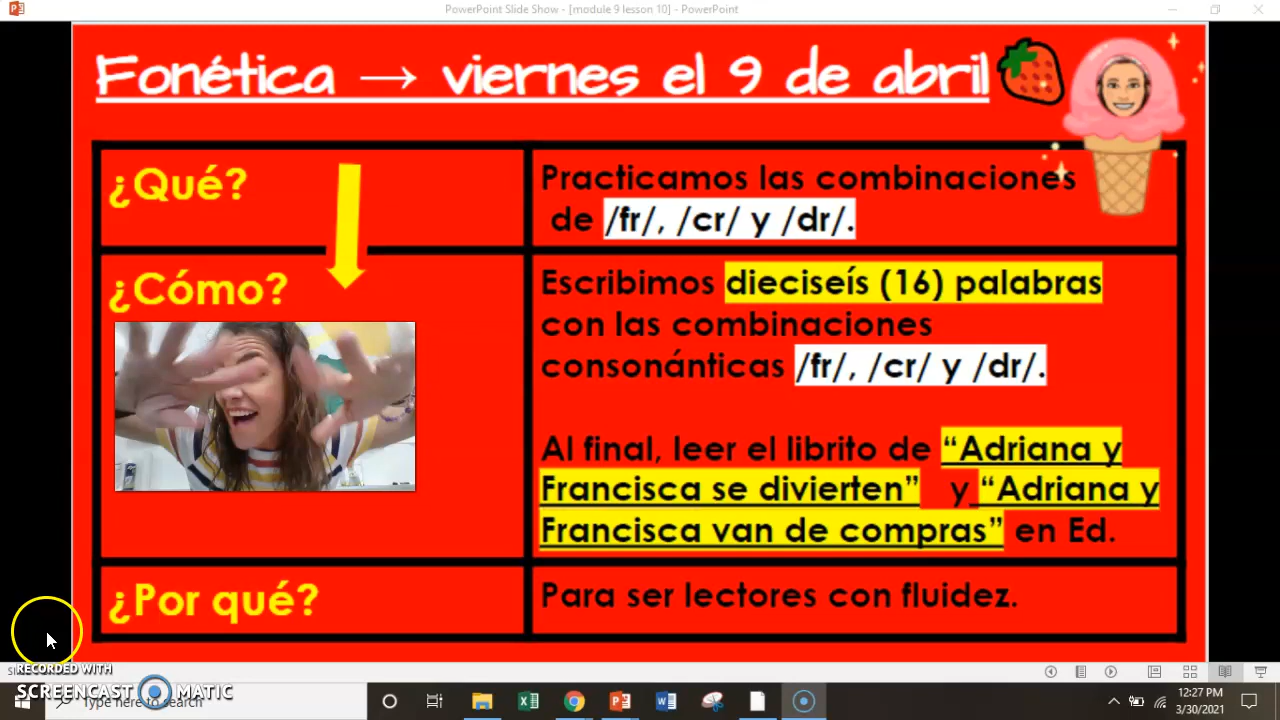 PowerPoint Slide Show - [module 9 lesson 10] - PowerPoint
Fonética → viernes el 9 de abril
¿Qué?
Practicamos las combinaciones
de /fr/, /cr/ y /dr/.
¿Cómo?
Escribimos dieciseís (16) palabras
con las combinaciones
consonánticas /fr/, /cr/ y /dr/.
Al final, leer el librito de “Adriana y
Francisca se divierten” y “Adriana y
Francisca van de compras” en Ed.
¿Por qué?
Para ser lectores con fluidez.
RECORDED WITH
SCREENCAST MATIC
Type here to search
12:27 PM
3/30/2021